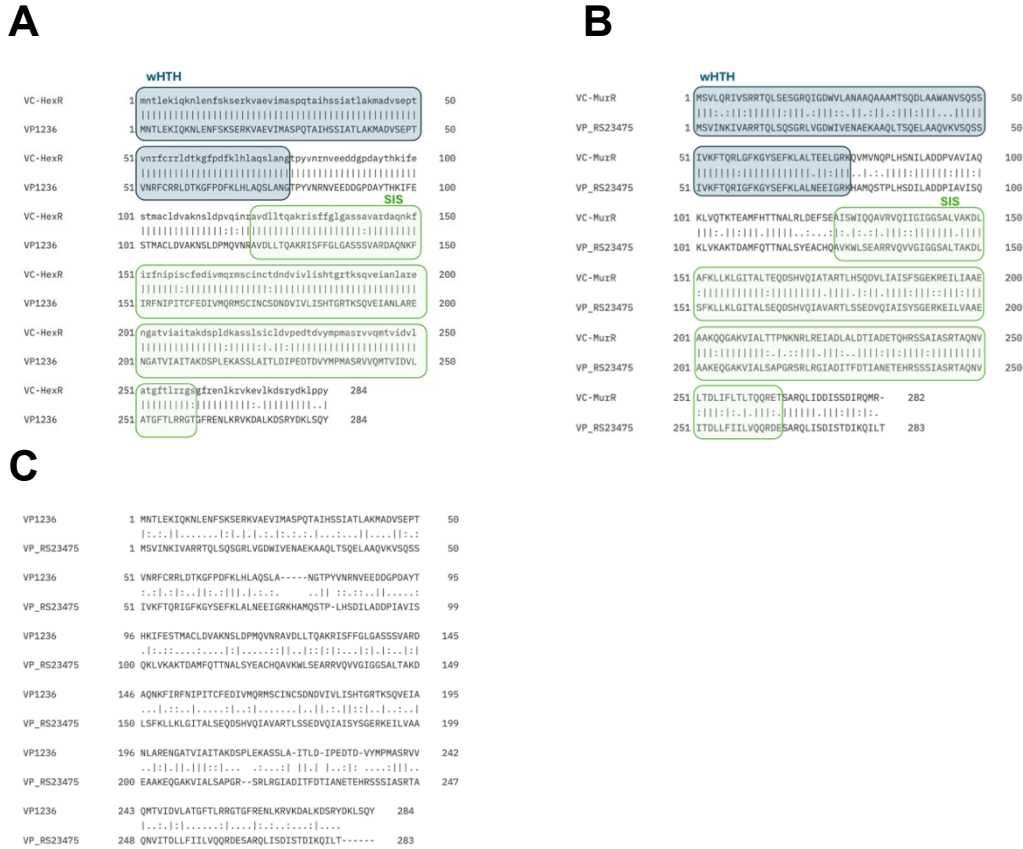 A
wHTH
VC-HexR 1 mntlekiqknlenfskserkvaevimaspqtaihssiatlakmadvsept 50
VP1236 1 MNTLEKIQKNLENFSKSERKVAEVIMASPQTAIHSSIATLAKMADVSEPT 50
VC-HexR 51 vnrfcrrldtkgfpdfklhlaqslangtpyvnrnveeddgpdaythkife 100
VP1236 51 VNRFCRRLDTKGFPDFKLHLAQSLANGTPYVNRNVEEDDGPDAYTHKIFE 100
SIS
VC-HexR 101 stmacldvaknsldpvqinravdlltqakrisffglgassavardaqnkf 150
VP1236 101 STMACLDVAKNSLDPMQVNRAVDLLTQAKRISFFGLGASSSVARDAQNKF 150
VC-HexR 151 irfnipiscfedivmqrmscinctdndvivlishtgrtksqveianlare 200
VP1236 151 IRFNIPITCFEDIVMQRMSCINCSDNDVIVLISHTGRTKSQVEIANLARE 200
VC-HexR 201 ngatviaitakdspldkasslsicldvpedtdvympmasrvvqmtvidvl 250
VP1236 201 NGATVIAITAKDSPLEKASSLAITLDIPEDTDVYMPMASRVVQMTVIDVL 250
VC-HexR 251 atgftlrrgsgfrenlkrvkevlkdsrydklppy 284
VP1236 251 ATGFTLRRGTGFRENLKRVKDALKDSRYDKLSQY 284
B
wHTH
VC-MurR 1 MSVLQRIVSRRTQLSESGRQIGDWVLANAAQAAAMTSQDLAAWANVSQSS 50
VP_RS23475 1 MSVINKIVARRTQLSQSGRLVGDWIVENAEKAAQLTSQELAAQVKVSQSS 50
VC-MurR 51 IVKFTQRLGFKGYSEFKLALTEELGRKQVMVNQPLHSNILADDPVAVIAQ 100
VP_RS23475 51 IVKFTQRIGFKGYSEFKLALNEEIGRKHAMQSTPLHSDILADDPIAVISQ 100
SIS
VC-MurR 101 KLVQTKTEAMFHTTNALRLDEFSEAISWIQQAVRVQIIGIGGSALVAKDL 150
VP_RS23475 101 KLVKAKTDAMFQTTNALSYEACHQAVKWLSEARRVQVVGIGGSALTAKDL 150
VC-MurR 151 AFKLLKLGITALTEQDSHVQIATARTLHSQDVLIAISFSGEKREILIAAE 200
VP_RS23475 151 SFKLLKLGITALSEQDSHVQIAVARTLSSEDVQIAISYSGERKEILVAAE 200
VC-MurR 201 AAKQQGAKVIALTTPNKNRLREIADLALDTIADETQHRSSAIASRTAQNV 250
VP_RS23475 201 AAKEQGAKVIALSAPGRSRLRGIADITFDTIANETEHRSSSIASRTAQNV 250
VC-MurR 251 LTDLIFLTLTQQRETSARQLIDDISSDIRQMR- 282
VP_RS23475 251 ITDLLFIILVQQRDESARQLISDISTDIKQILT 283
C
VP1236 1 MNTLEKIQKNLENFSKSERKVAEVIMASPQTAIHSSIATLAKMADVSEPT 50
VP_RS23475 1 MSVINKIVARRTQLSQSGRLVGDWIVENAEKAAQLTSQELAAQVKVSQSS 50
VP1236 51 VNRFCRRLDTKGFPDFKLHLAQSLA-----NGTPYVNRNVEEDDGPDAYT 95
VP_RS23475 51 IVKFTQRIGFKGYSEFKLALNEEIGRKHAMQSTP-LHSDILADDPIAVIS 99
VP1236 96 HKIFESTMACLDVAKNSLDPMQVNRAVDLLTQAKRISFFGLGASSSVARD 145
VP_RS23475 100 QKLVKAKTDAMFQTTNALSYEACHQAVKWLSEARRVQVVGIGGSALTAKD 149
VP1236 146 AQNKFIRFNIPITCFEDIVMQRMSCINCSDNDVIVLISHTGRTKSQVEIA 195
VP_RS23475 150 LSFKLLKLGITALSEQDSHVQIAVARTLSSEDVQIAISYSGERKEILVAA 199
VP1236 196 NLARENGATVIAITAKDSPLEKASSLA-ITLD-IPEDTD-VYMPMASRVV 242
VP_RS23475 200 EAAKEQGAKVIALSAPGR--SRLRGIADITFDTIANETEHRSSSIASRTA 247
VP1236 243 QMTVIDVLATGFTLRRGTGFRENLKRVKDALKDSRYDKLSQY 284
VP_RS23475 248 QNVITDLLFIILVQQRDESARQLISDISTDIKQILT------ 283